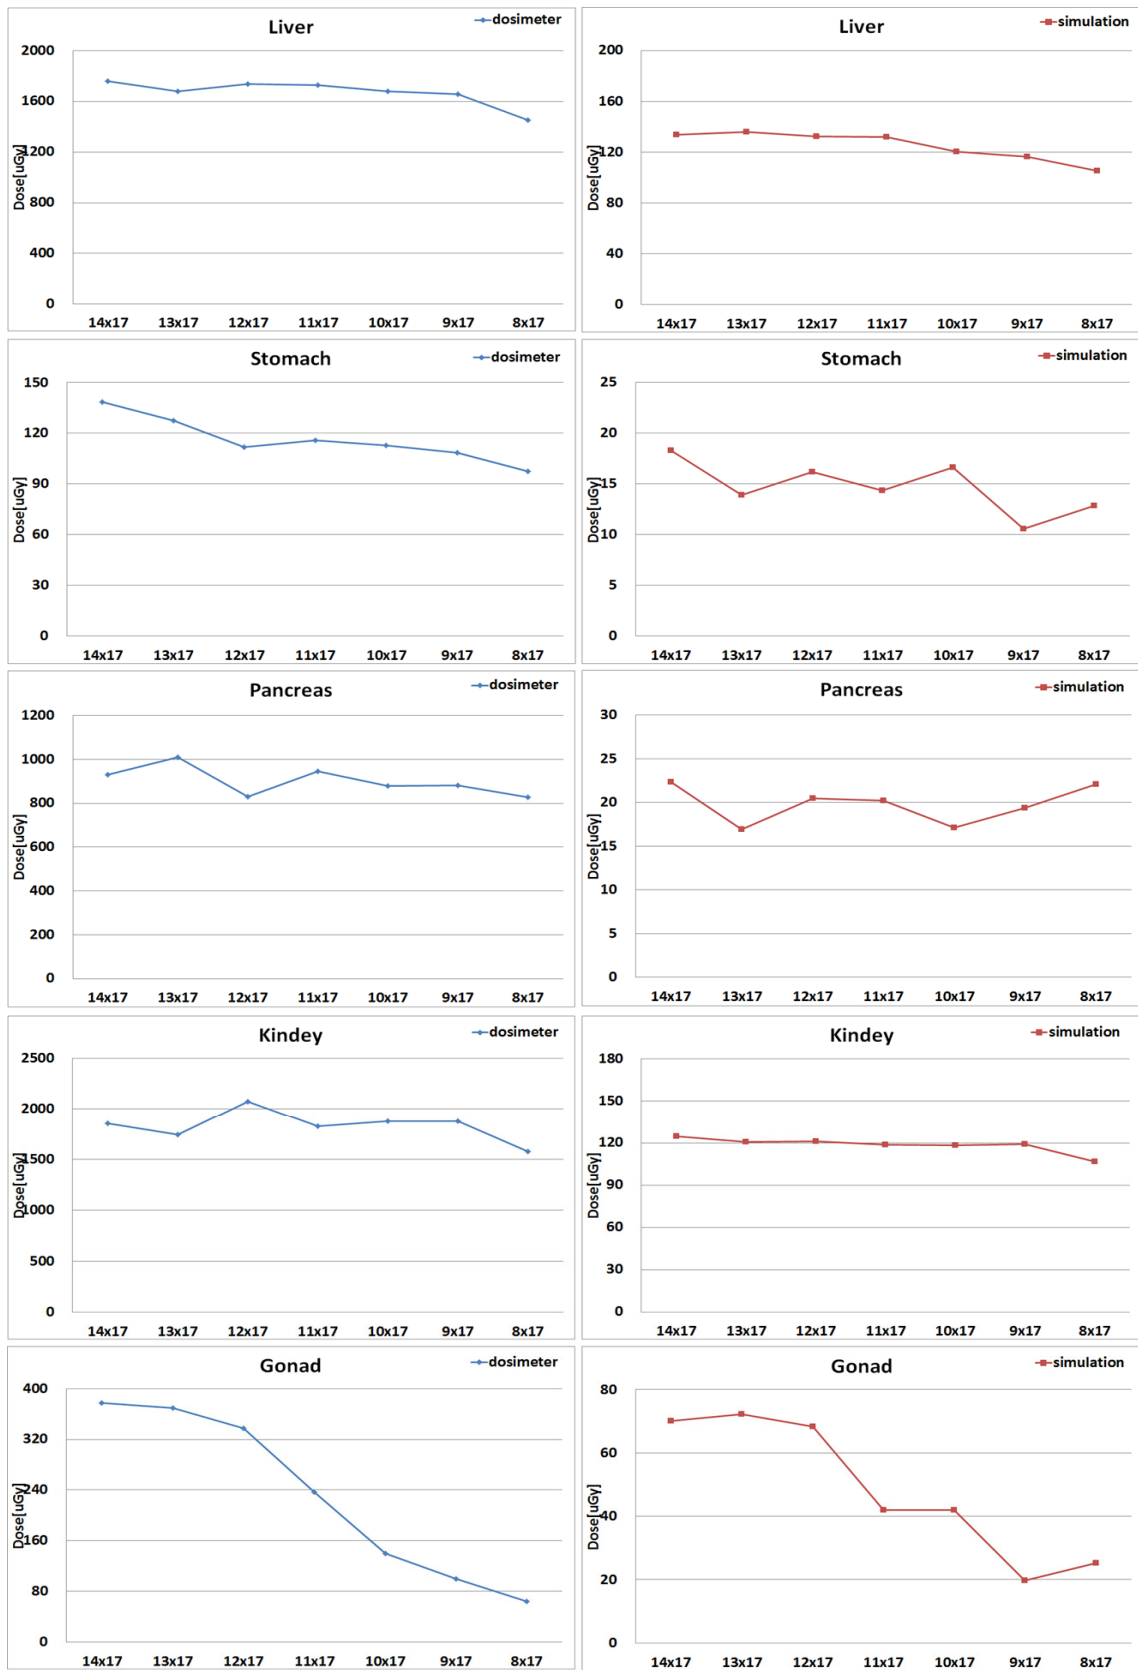 Liver
dosimeter
Dose[uGy]
2000
1600
1200
800
400
0
14x17 13x17 12x17 11x17 10x17 9x17 8x17
Liver
simulation
Dose[uGy]
200
160
120
80
40
0
14x17 13x17 12x17 11x17 10x17 9x17 8x17
Stomach
dosimeter
Dose[uGy]
150
120
90
60
30
0
14x17 13x17 12x17 11x17 10x17 9x17 8x17
Stomach
simulation
Dose[uGy]
25
20
15
10
5
0
14x17 13x17 12x17 11x17 10x17 9x17 8x17
Pancreas
dosimeter
Dose[uGy]
1200
1000
800
600
400
200
0
14x17 13x17 12x17 11x17 10x17 9x17 8x17
Pancreas
simulation
Dose[uGy]
30
25
20
15
10
5
0
14x17 13x17 12x17 11x17 10x17 9x17 8x17
Kindey
dosimeter
Dose[uGy]
2500
2000
1500
1000
500
0
14x17 13x17 12x17 11x17 10x17 9x17 8x17
Kindey
simulation
Dose[uGy]
180
150
120
90
60
30
0
14x17 13x17 12x17 11x17 10x17 9x17 8x17
Gonad
dosimeter
Dose[uGy]
400
320
240
160
80
0
14x17 13x17 12x17 11x17 10x17 9x17 8x17
Gonad
simulation
Dose[uGy]
80
60
40
20
0
14x17 13x17 12x17 11x17 10x17 9x17 8x17